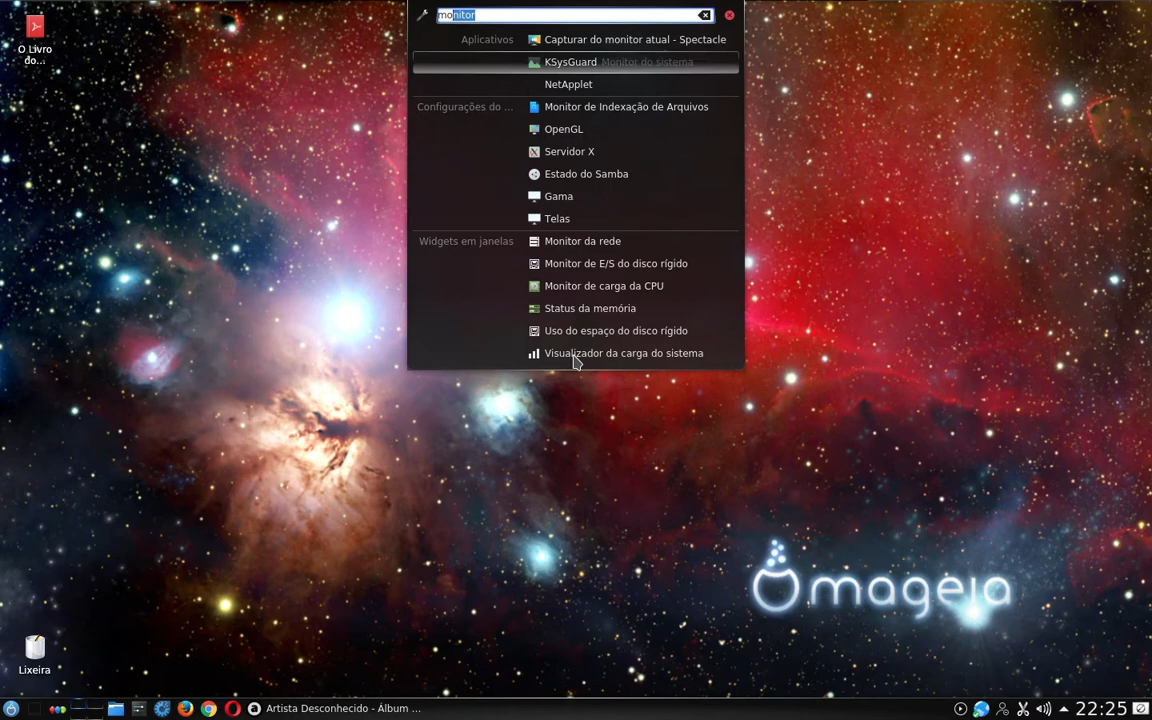 monitor
Aplicativos
Capturar do monitor atual - Spectacle
KSysGuard Monitor do sistema
NetApplet
Configurações do ...
Monitor de Indexação de Arquivos
OpenGL
Servidor X
Estado do Samba
Gama
Telas
Widgets em janelas
Monitor da rede
Monitor de E/S do disco rígido
Monitor de carga da CPU
Status da memória
Uso do espaço do disco rígido
Visualizador da carga do sistema
O Livro
do...
mageia
Lixeira
Artista Desconhecido - Álbum ...
22:25